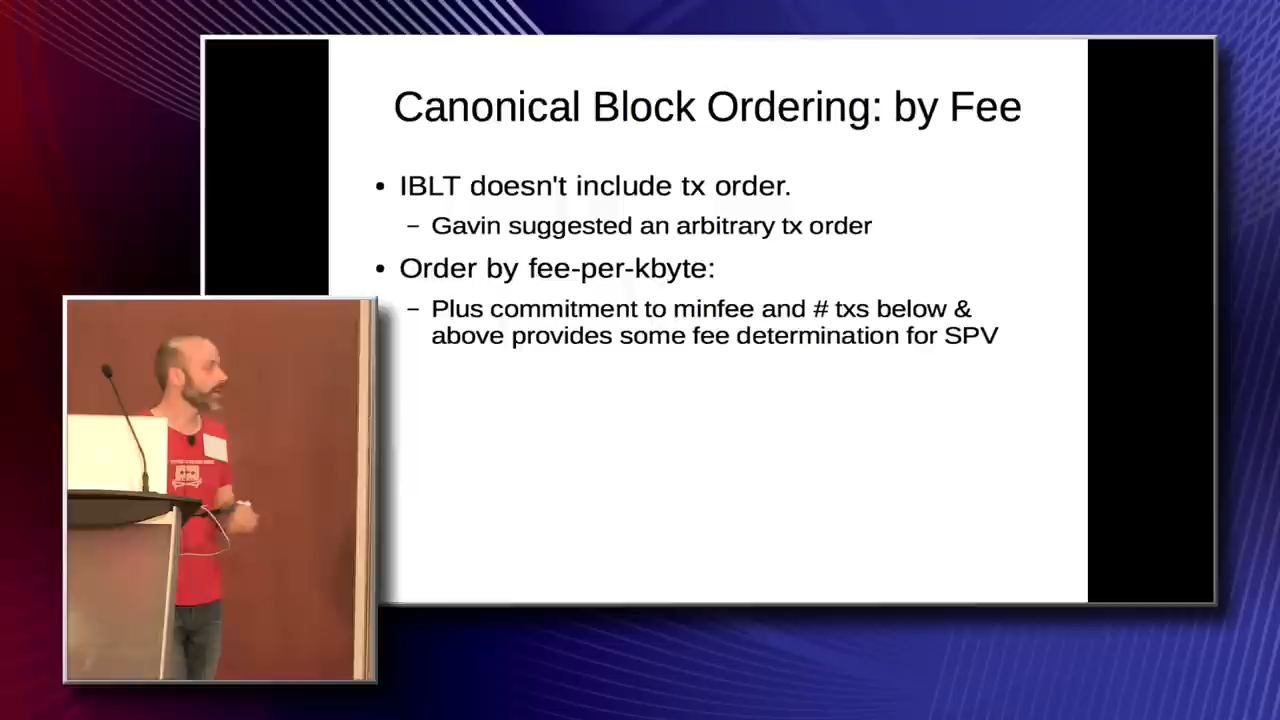 Canonical Block Ordering: by Fee
• IBLT doesn't include tx order.
– Gavin suggested an arbitrary tx order
• Order by fee-per-kbyte:
– Plus commitment to minfee and # txs below &
above provides some fee determination for SPV